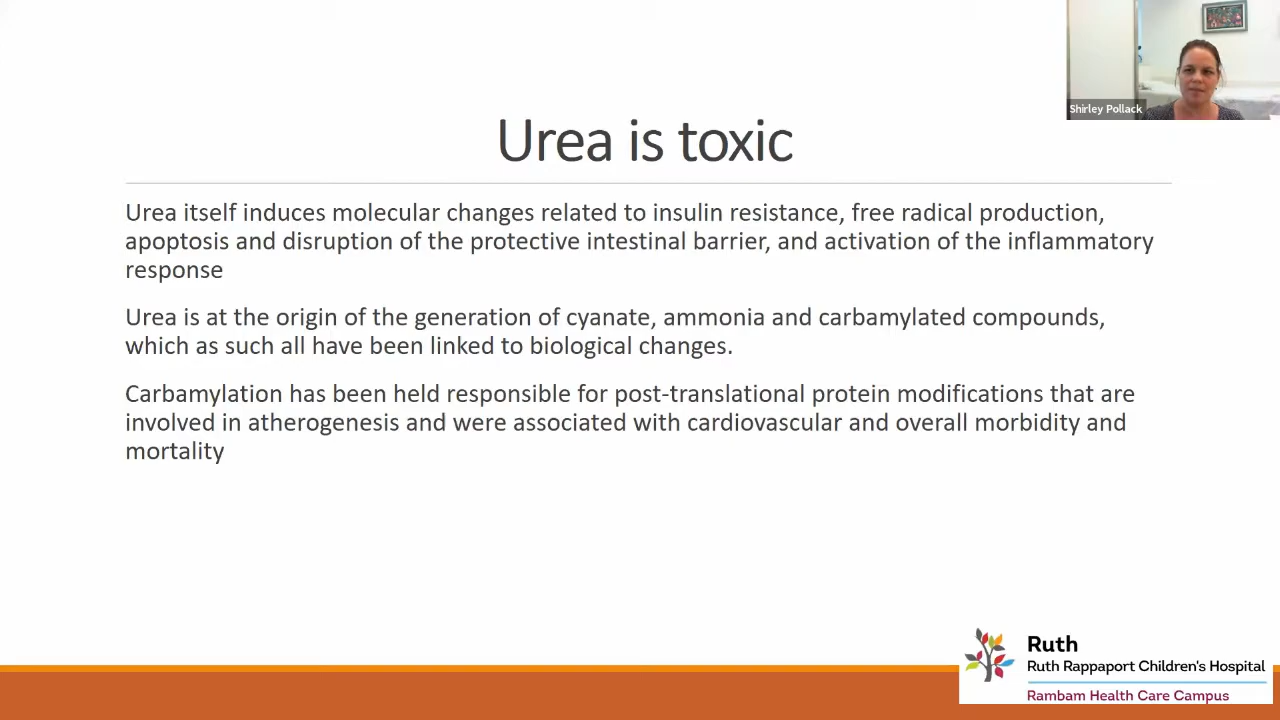 Shirley Pollack
Urea is toxic
Urea itself induces molecular changes related to insulin resistance, free radical production,
apoptosis and disruption of the protective intestinal barrier, and activation of the inflammatory
response
Urea is at the origin of the generation of cyanate, ammonia and carbamylated compounds,
which as such all have been linked to biological changes.
Carbamylation has been held responsible for post-translational protein modifications that are
involved in atherogenesis and were associated with cardiovascular and overall morbidity and
mortality
Ruth
Ruth Rappaport Children's Hospital
Rambam Health Care Campus